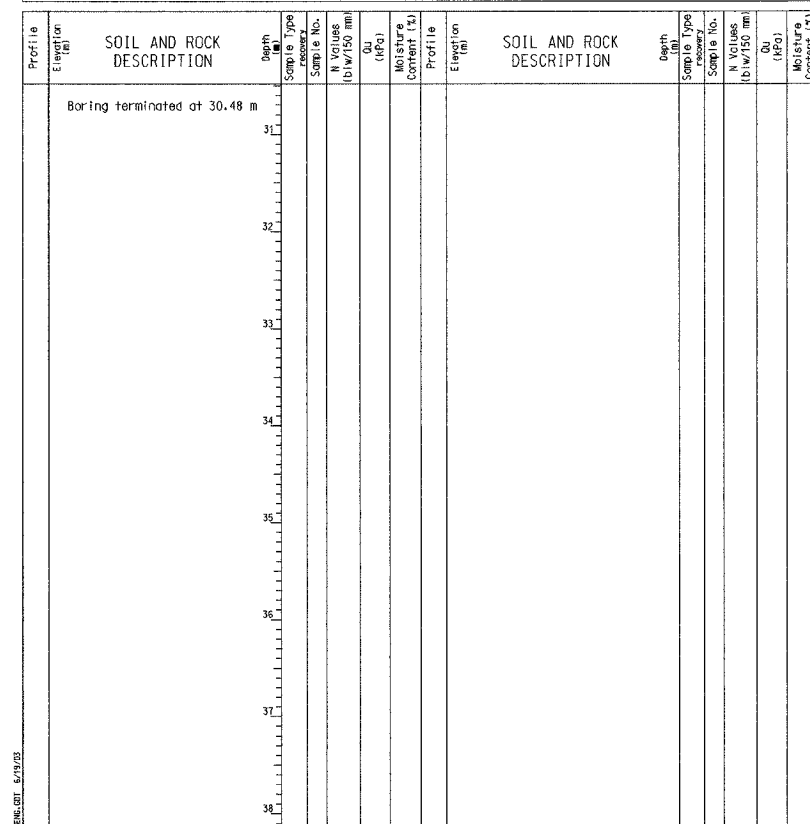 Profile
Elevation
(m)
SOIL AND ROCK
DESCRIPTION
Depth
(m)
Sample Type
recovery
Sample No.
N Values
(blw/150 mm)
Qu
(kPa)
Moisture
Content (%)
Profile
Elevation
(m)
SOIL AND ROCK
DESCRIPTION
Depth
(m)
Sample Type
recovery
Sample No.
N Values
(blw/150 mm)
Qu
(kPa)
Moisture
Content (%)
Boring terminated at 30.48 m
31
32
33
34
35
36
37
38
ENG.GDT 6/19/03